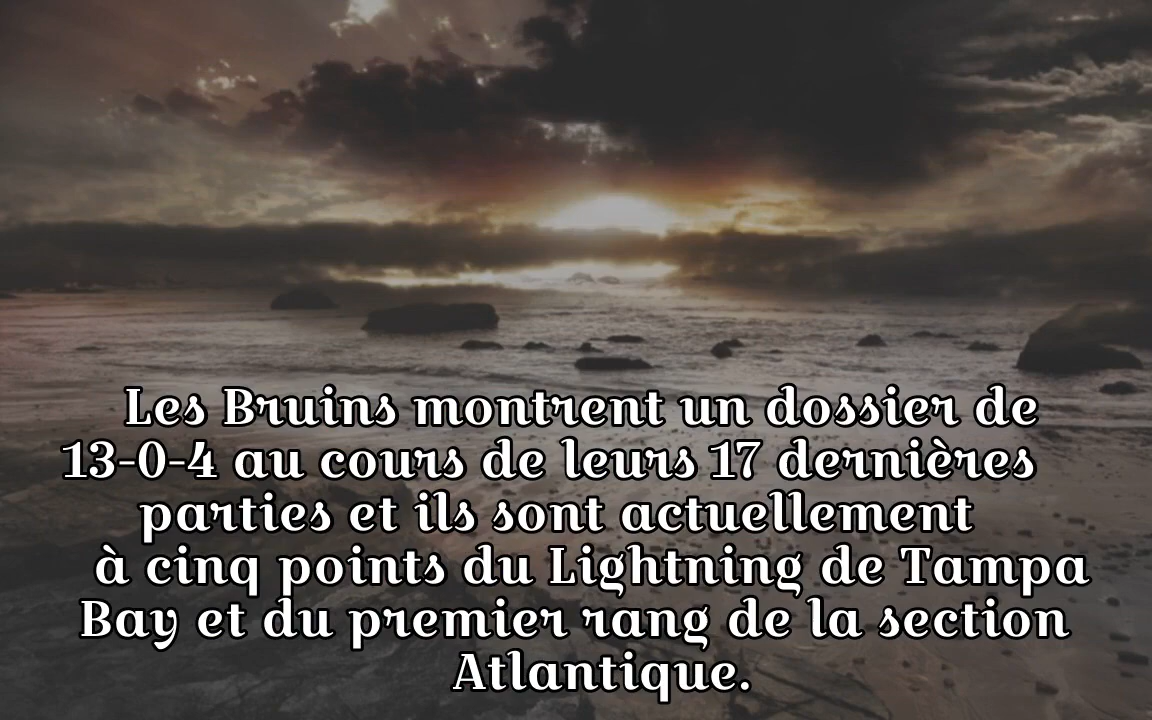 Les Bruins montrent un dossier de
13-0-4 au cours de leurs 17 dernières
parties et ils sont actuellement
à cinq points du Lightning de Tampa
Bay et du premier rang de la section
Atlantique.